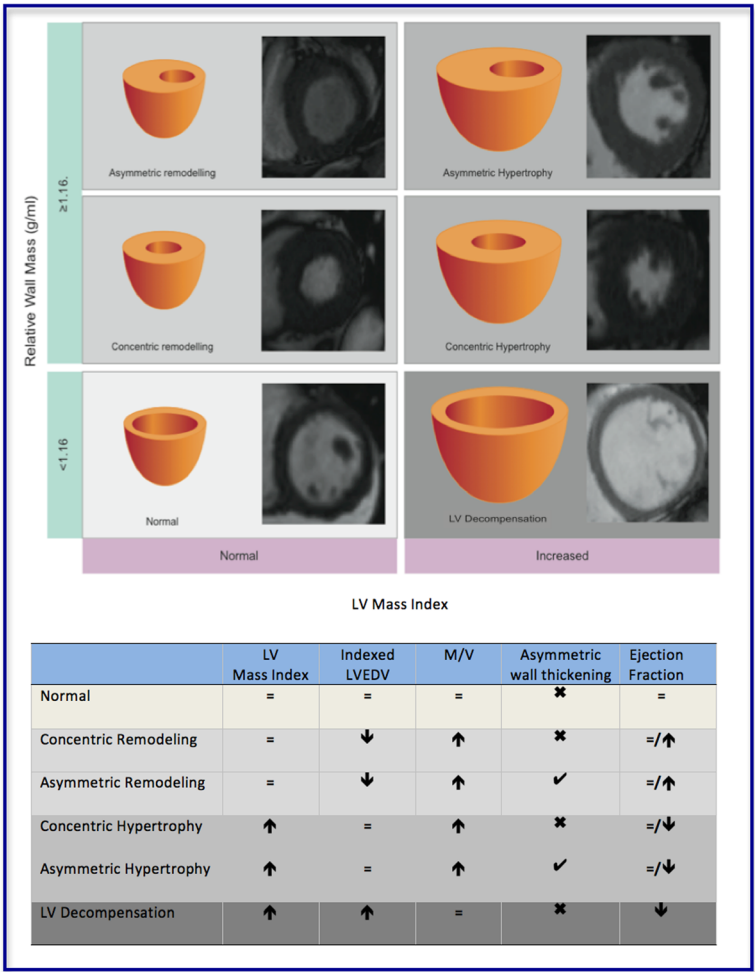 Relative Wall Mass (g/ml)
≥1.16.
<1.16
Asymmetric remodelling
Asymmetric Hypertrophy
Concentric remodelling
Concentric Hypertrophy
Normal
LV Decompensation
Normal
Increased
LV Mass Index
LV Mass Index | Indexed LVEDV | M/V | Asymmetric wall thickening | Ejection Fraction
Normal = = = ✖ =
Concentric Remodeling = 🡫 🡩 ✖ =/🡩
Asymmetric Remodeling = 🡫 🡩 ✔ =/🡩
Concentric Hypertrophy 🡩 = 🡩 ✖ =/🡫
Asymmetric Hypertrophy 🡩 = 🡩 ✔ =/🡫
LV Decompensation 🡩 🡩 = ✖ 🡫